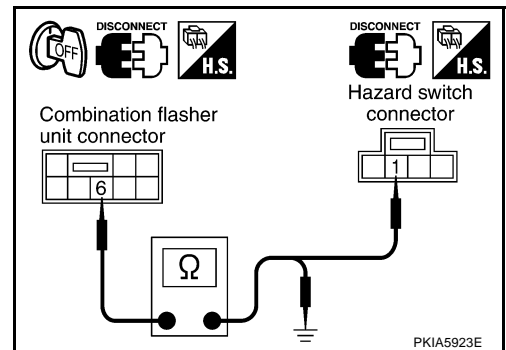 OFF
DISCONNECT
H.S.
DISCONNECT
H.S.
Combination flasher
unit connector
Hazard switch
connector
6
1
Ω
PKIA5923E